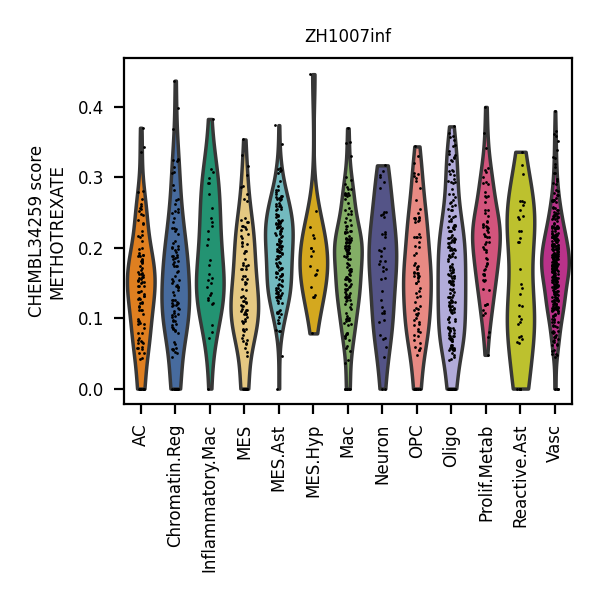 ZH1007inf
CHEMBL34259 score
METHOTREXATE
0.4
0.3
0.2
0.1
0.0
AC
Chromatin.Reg
Inflammatory.Mac
MES
MES.Ast
MES.Hyp
Mac
Neuron
OPC
Oligo
Prolif.Metab
Reactive.Ast
Vasc